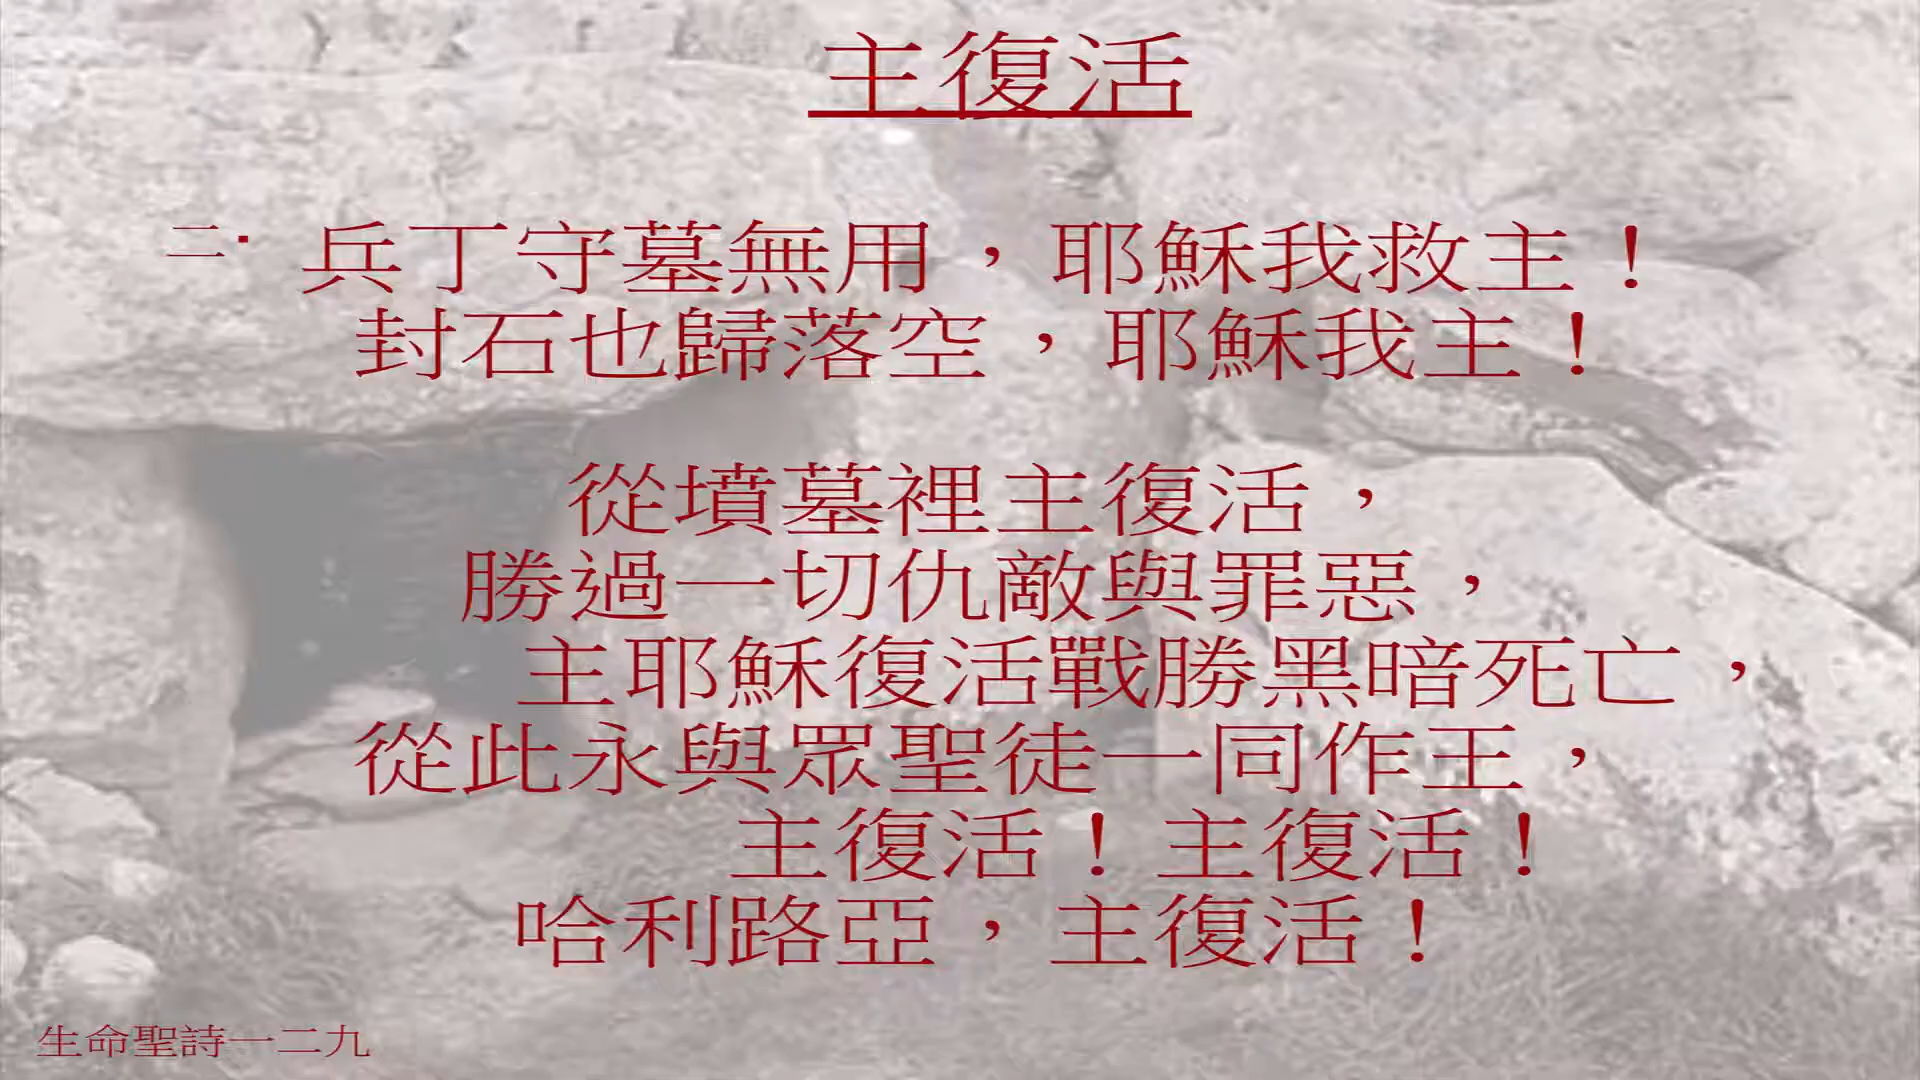 主復活
二▪ 兵丁守墓無用，耶穌我救主！
封石也歸落空，耶穌我主！
從墳墓裡主復活，
勝過一切仇敵與罪惡，
主耶穌復活戰勝黑暗死亡，
從此永與眾聖徒一同作王，
主復活！主復活！
哈利路亞，主復活！
生命聖詩一二九